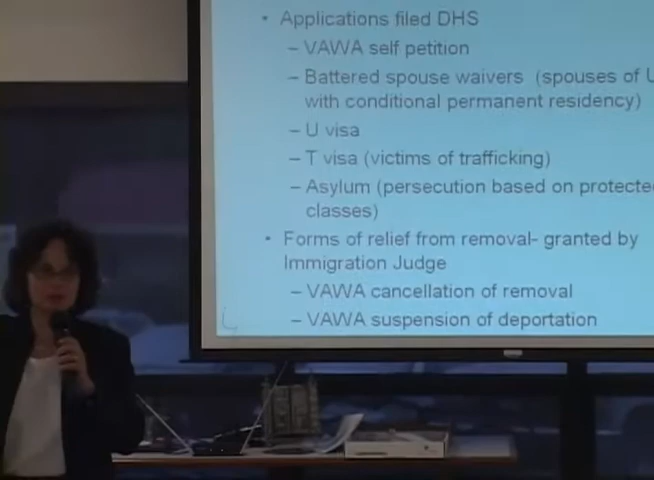 • Applications filed DHS
– VAWA self petition
– Battered spouse waivers (spouses of U
with conditional permanent residency)
– U visa
– T visa (victims of trafficking)
– Asylum (persecution based on protecte
classes)
• Forms of relief from removal- granted by
Immigration Judge
– VAWA cancellation of removal
– VAWA suspension of deportation